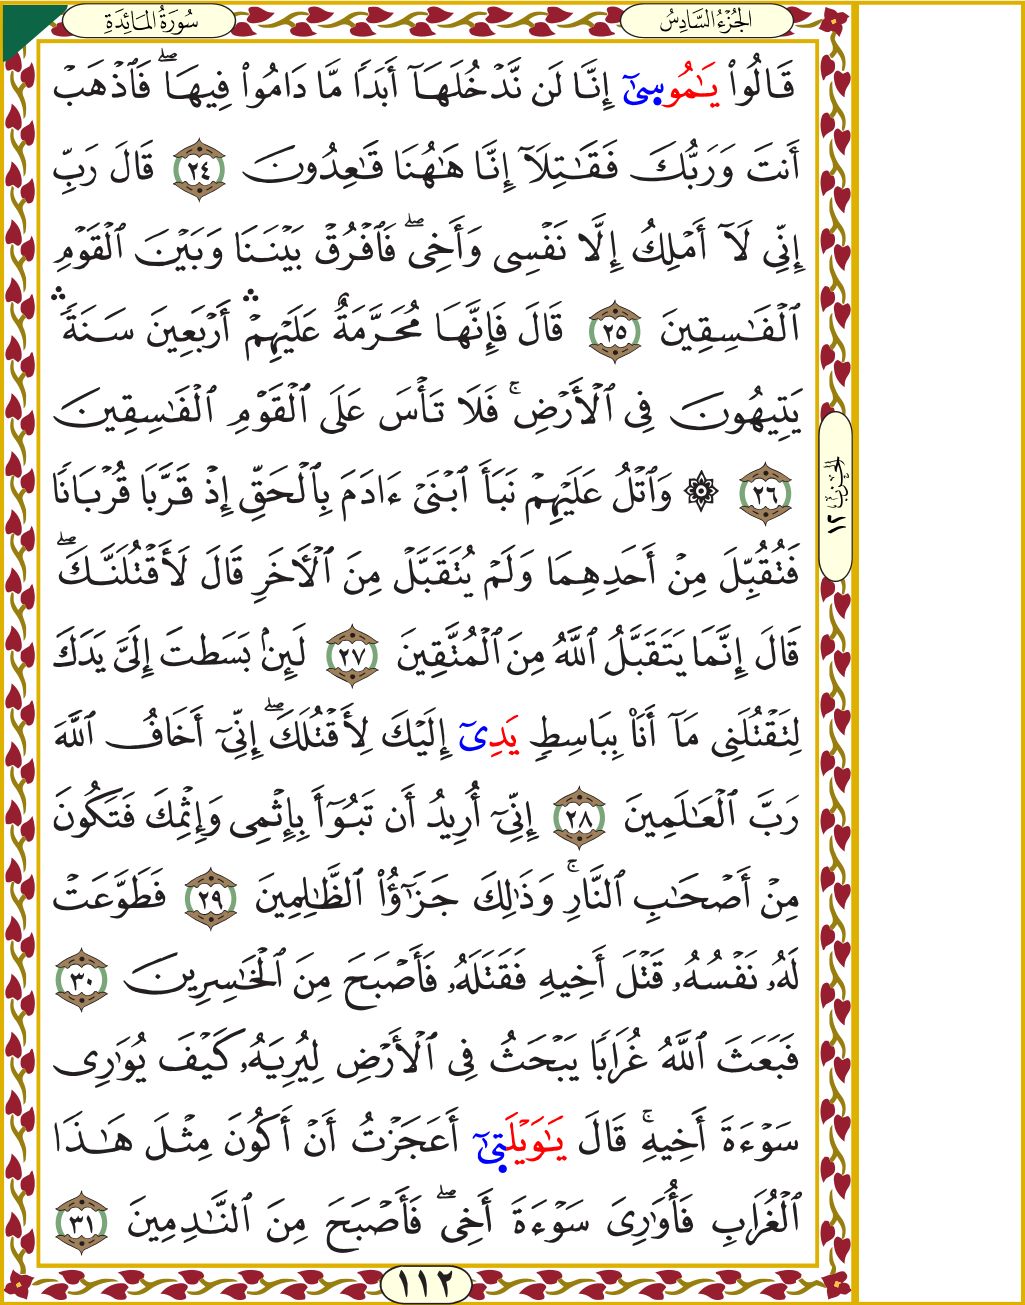 سُورَةُ المَائِدَةِ
الجُزْءُ السَّادِسُ
قَالُواْ يَٰمُوسِىٰٓ إِنَّا لَن نَّدْخُلَهَآ أَبَدًا مَّا دَامُواْ فِيهَا ۖ فَٱذْهَبْ
أَنتَ وَرَبُّكَ فَقَٰتِلَآ إِنَّا هَٰهُنَا قَٰعِدُونَ ٢٤ قَالَ رَبِّ
إِنِّى لَآ أَمْلِكُ إِلَّا نَفْسِى وَأَخِى ۖ فَٱفْرُقْ بَيْنَنَا وَبَيْنَ ٱلْقَوْمِ
ٱلْفَٰسِقِينَ ٢٥ قَالَ فَإِنَّهَا مُحَرَّمَةٌ عَلَيْهِمْ ۛ أَرْبَعِينَ سَنَةً ۛ
يَتِيهُونَ فِى ٱلْأَرْضِ ۚ فَلَا تَأْسَ عَلَى ٱلْقَوْمِ ٱلْفَٰسِقِينَ
٢٦ ۞ وَٱتْلُ عَلَيْهِمْ نَبَأَ ٱبْنَىْ ءَادَمَ بِٱلْحَقِّ إِذْ قَرَّبَا قُرْبَانًا
فَتُقُبِّلَ مِنْ أَحَدِهِمَا وَلَمْ يُتَقَبَّلْ مِنَ ٱلْأَخَرِ قَالَ لَأَقْتُلَنَّكَ ۖ
قَالَ إِنَّمَا يَتَقَبَّلُ ٱللَّهُ مِنَ ٱلْمُتَّقِينَ ٢٧ لَئِنۢ بَسَطتَ إِلَىَّ يَدَكَ
لِتَقْتُلَنِى مَآ أَنَا۠ بِبَاسِطٍ يَدِىٓ إِلَيْكَ لِأَقْتُلَكَ ۖ إِنِّىٓ أَخَافُ ٱللَّهَ
رَبَّ ٱلْعَٰلَمِينَ ٢٨ إِنِّىٓ أُرِيدُ أَن تَبُوٓأَ بِإِثْمِى وَإِثْمِكَ فَتَكُونَ
مِنْ أَصْحَٰبِ ٱلنَّارِ ۚ وَذَٰلِكَ جَزَٰٓؤُاْ ٱلظَّٰلِمِينَ ٢٩ فَطَوَّعَتْ
لَهُۥ نَفْسُهُۥ قَتْلَ أَخِيهِ فَقَتَلَهُۥ فَأَصْبَحَ مِنَ ٱلْخَٰسِرِينَ ٣٠
فَبَعَثَ ٱللَّهُ غُرَابًا يَبْحَثُ فِى ٱلْأَرْضِ لِيُرِيَهُۥ كَيْفَ يُوَٰرِى
سَوْءَةَ أَخِيهِ ۚ قَالَ يَٰوَيْلَتِىٰٓ أَعَجَزْتُ أَنْ أَكُونَ مِثْلَ هَٰذَا
ٱلْغُرَابِ فَأُوَٰرِىَ سَوْءَةَ أَخِى ۖ فَأَصْبَحَ مِنَ ٱلنَّٰدِمِينَ ٣١
الحزب ١٢
١١٢